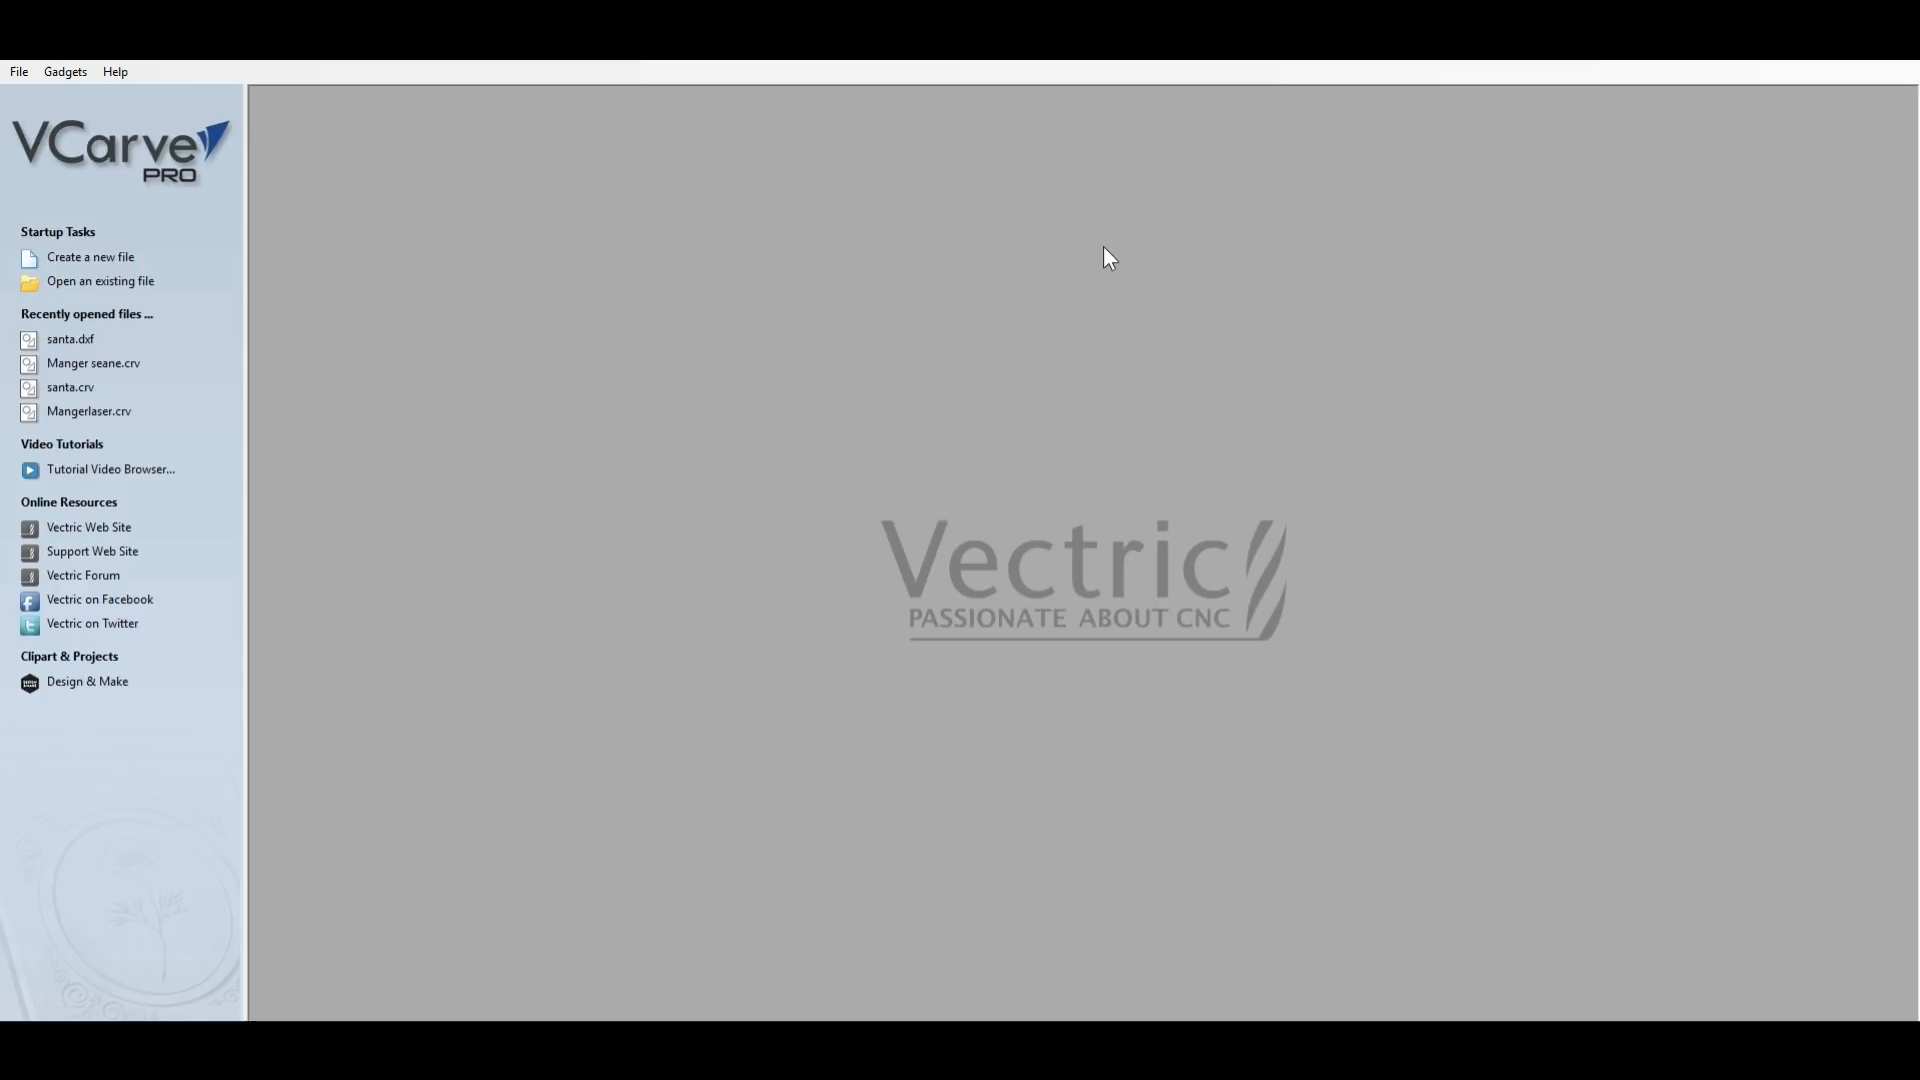 File Gadgets Help
VCarve
PRO
Startup Tasks
Create a new file
Open an existing file
Recently opened files ...
santa.dxf
Manger seane.crv
santa.crv
Mangerlaser.crv
Video Tutorials
Tutorial Video Browser...
Online Resources
Vectric Web Site
Support Web Site
Vectric Forum
Vectric on Facebook
Vectric on Twitter
Clipart & Projects
Design & Make
Vectric
PASSIONATE ABOUT CNC